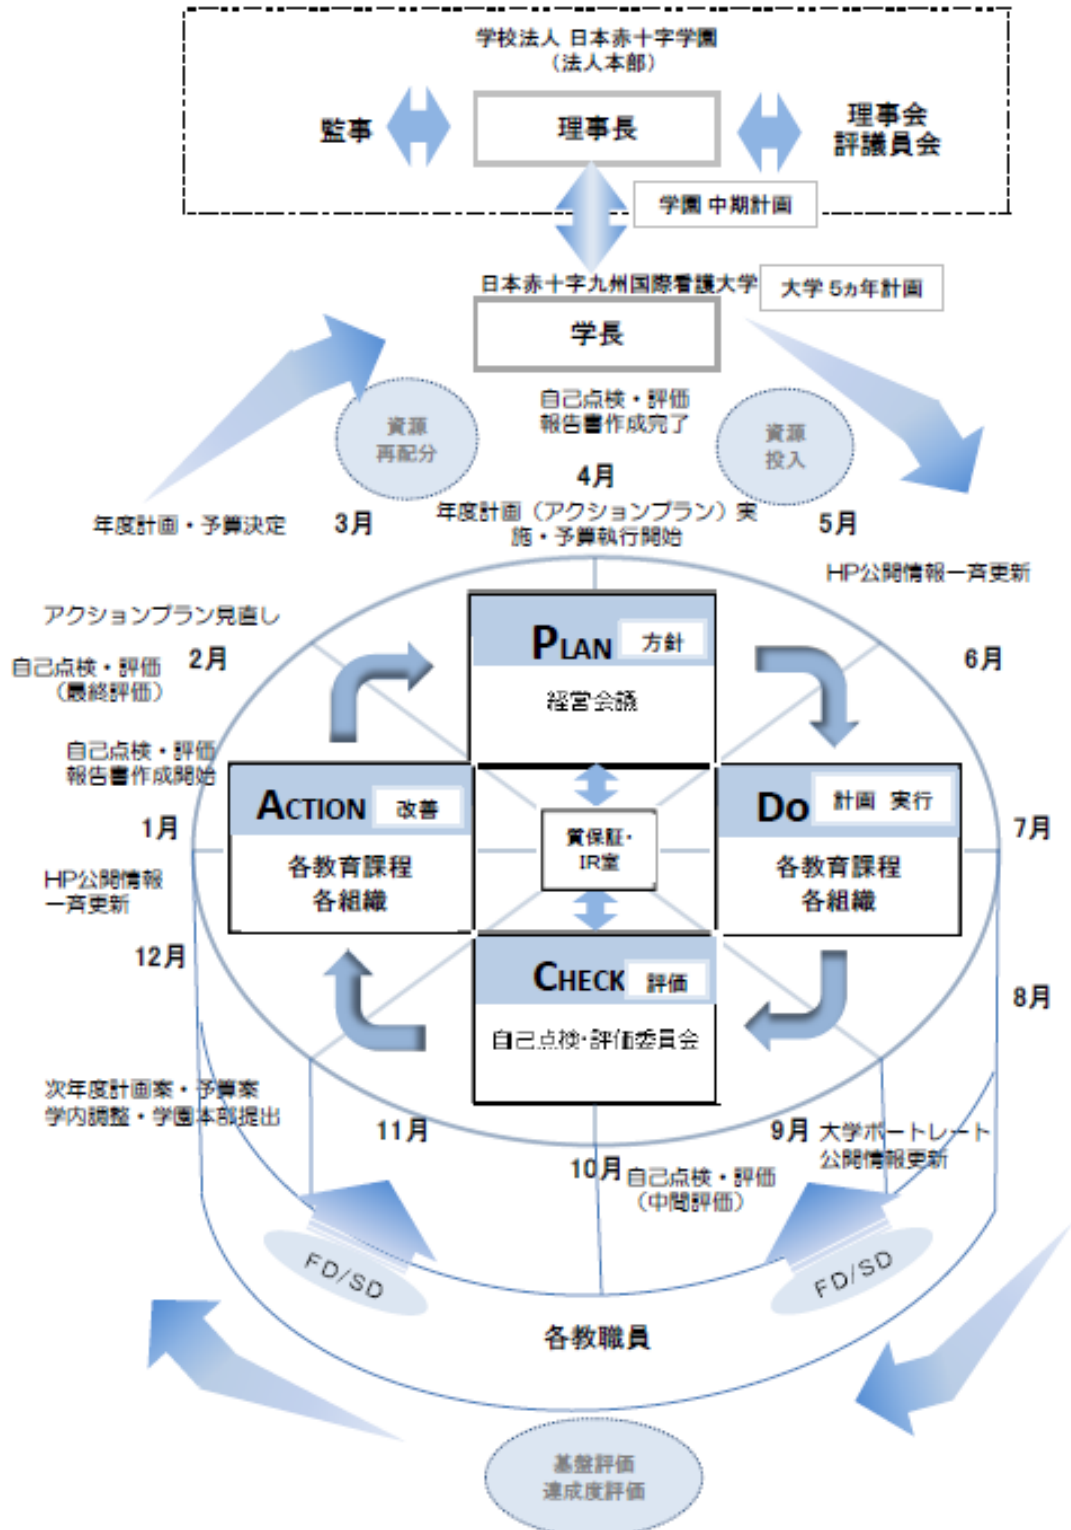 学校法人 日本赤十字学園
（法人本部）
監事
理事長
理事会
評議員会
学園 中期計画
日本赤十字九州国際看護大学
大学 5ヵ年計画
学長
自己点検・評価
報告書作成完了
資源
再配分
資源
投入
4月
年度計画・予算決定
3月
年度計画（アクションプラン）実
施・予算執行開始
5月
HP公開情報一斉更新
アクションプラン見直し
2月
自己点検・評価
（最終評価）
PLAN
方針
経営会議
6月
自己点検・評価
報告書作成開始
ACTION
改善
各教育課程
各組織
質保証・
IR室
Do
計画 実行
各教育課程
各組織
1月
7月
HP公開情報
一斉更新
12月
CHECK
評価
自己点検・評価委員会
8月
次年度計画案・予算案
学内調整・学園本部提出
11月
10月
自己点検・評価
（中間評価）
9月
大学ポートレート
公開情報更新
FD/SD
FD/SD
各教職員
基盤評価
達成度評価